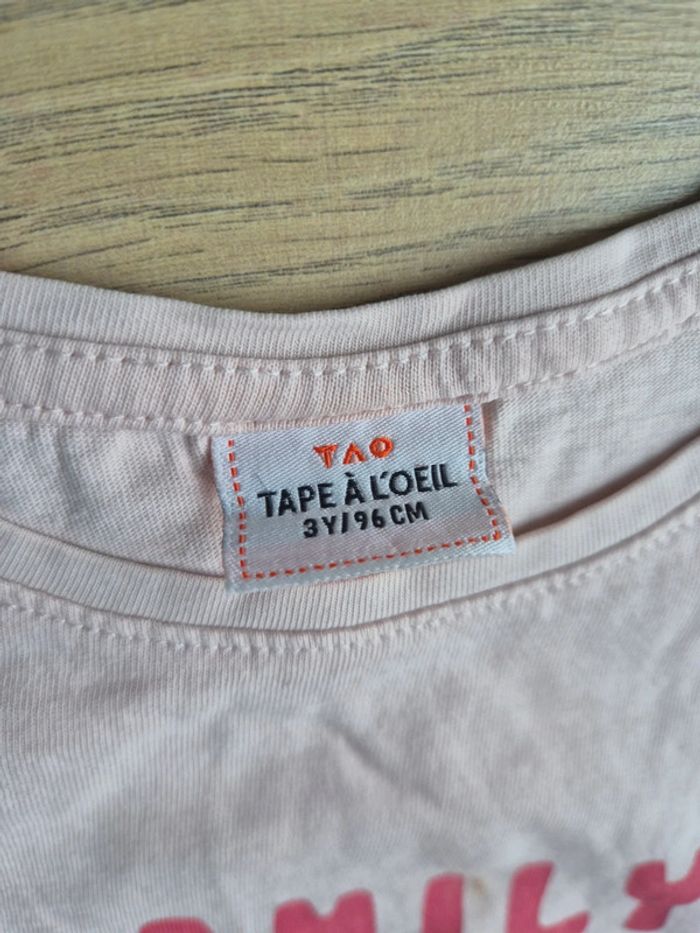 TAO
TAPE À L'OEIL
3Y/96CM